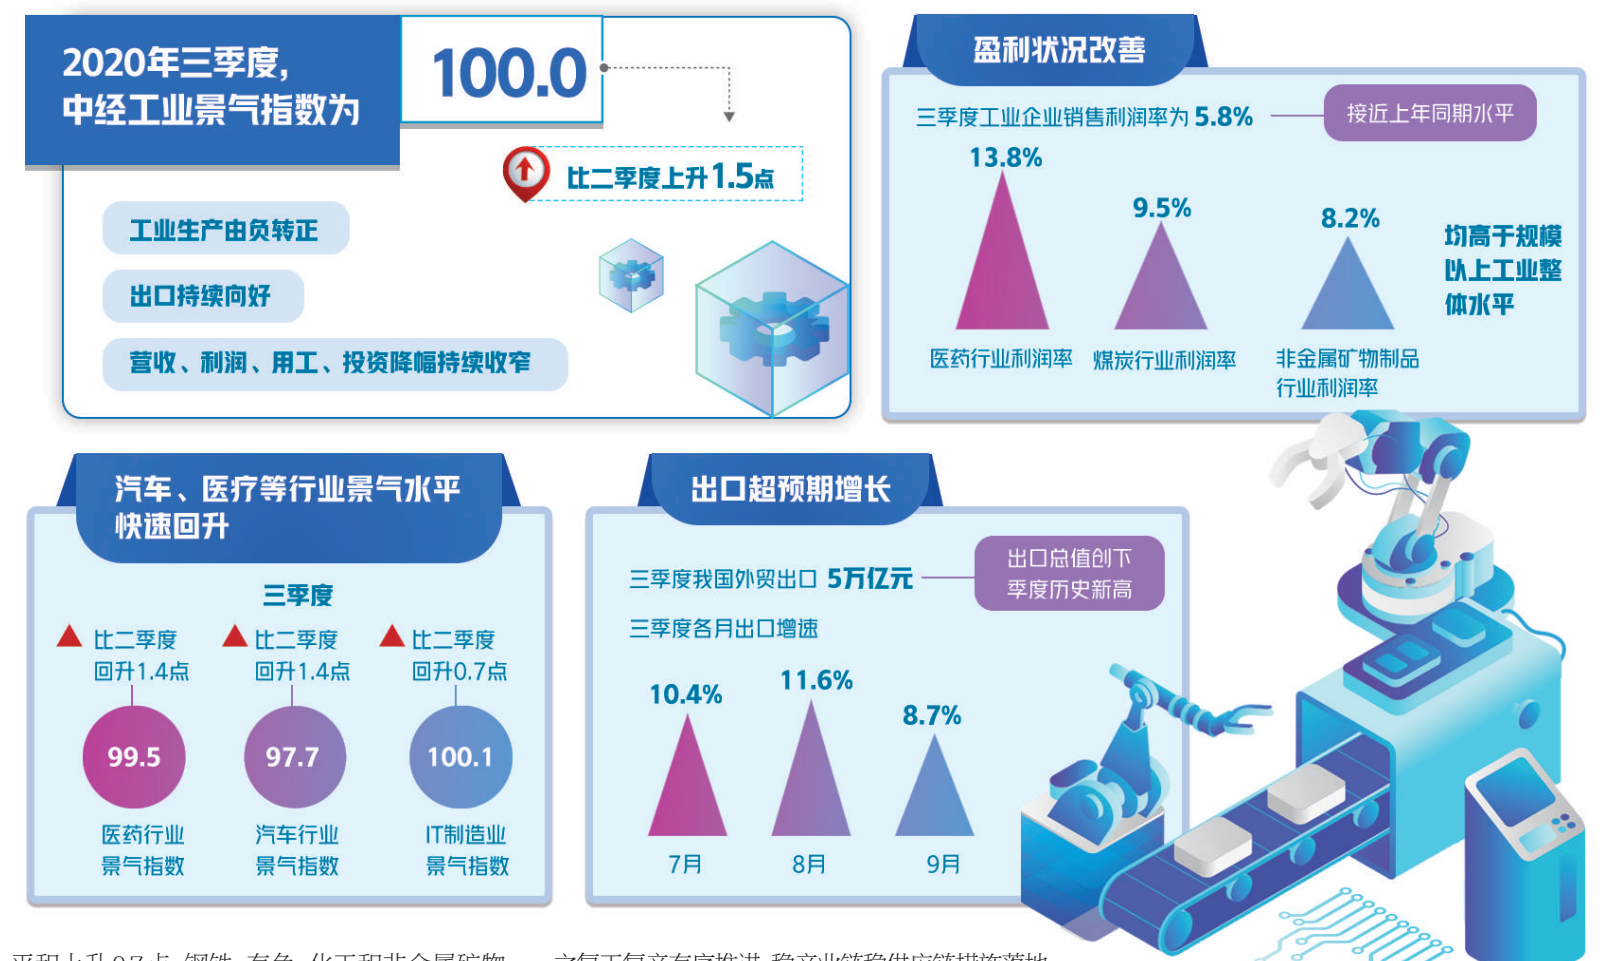 2020年三季度，
中经工业景气指数为
100.0
比二季度上升1.5点
工业生产由负转正
出口持续向好
营收、利润、用工、投资降幅持续收窄
盈利状况改善
三季度工业企业销售利润率为 5.8%
接近上年同期水平
13.8%
9.5%
8.2%
医药行业利润率
煤炭行业利润率
非金属矿物制品
行业利润率
均高于规模
以上工业整
体水平
汽车、医疗等行业景气水平
快速回升
三季度
比二季度
回升1.4点
99.5
医药行业
景气指数
比二季度
回升1.4点
97.7
汽车行业
景气指数
比二季度
回升0.7点
100.1
IT制造业
景气指数
出口超预期增长
三季度我国外贸出口 5万亿元
出口总值创下
季度历史新高
三季度各月出口增速
10.4%
11.6%
8.7%
7月
8月
9月